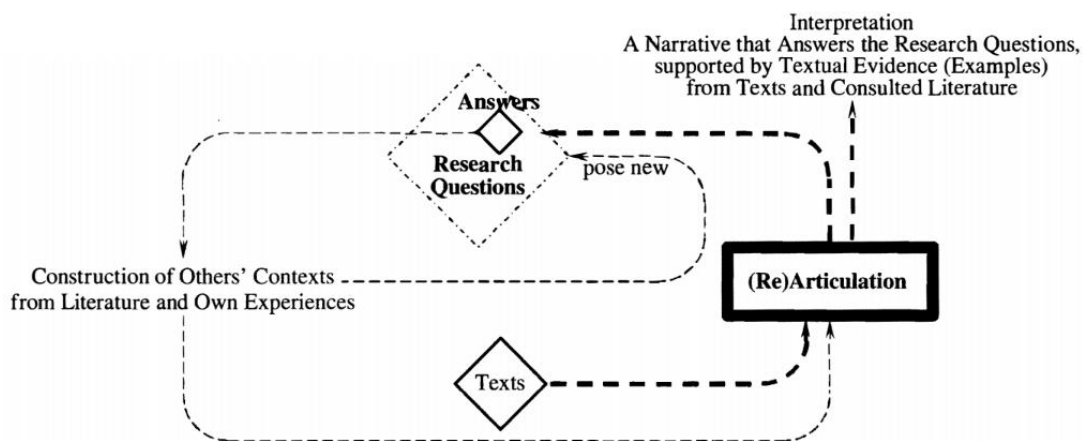 Interpretation
A Narrative that Answers the Research Questions,
supported by Textual Evidence (Examples)
from Texts and Consulted Literature
Answers
Research
Questions
pose new
Construction of Others' Contexts
from Literature and Own Experiences
(Re)Articulation
Texts